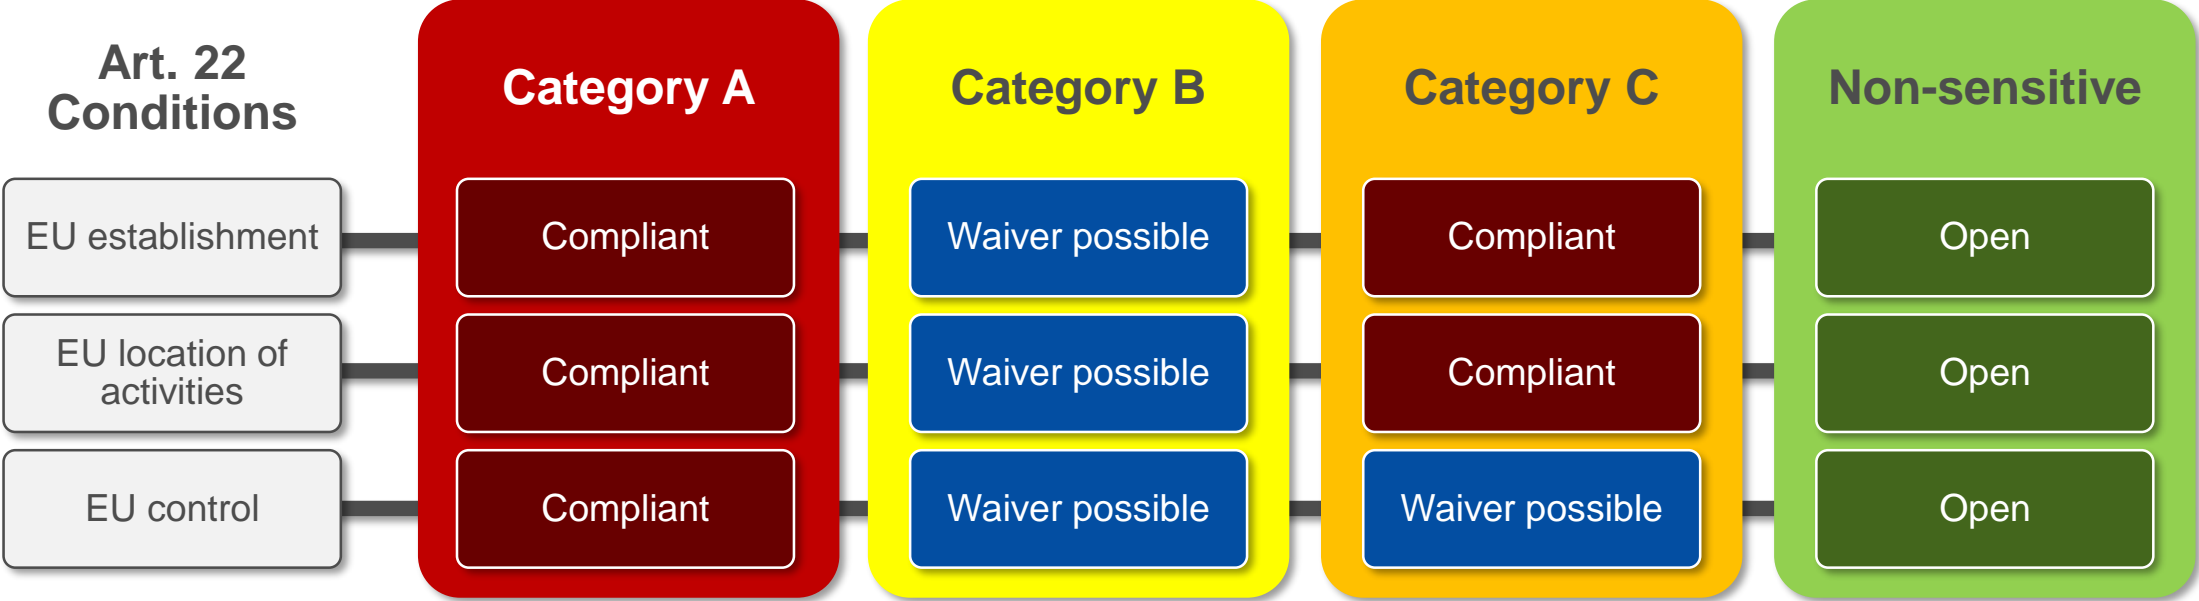 Art. 22
Conditions
Category A
Category B
Category C
Non-sensitive
EU establishment
Compliant
Waiver possible
Compliant
Open
EU location of
activities
Compliant
Waiver possible
Compliant
Open
EU control
Compliant
Waiver possible
Waiver possible
Open